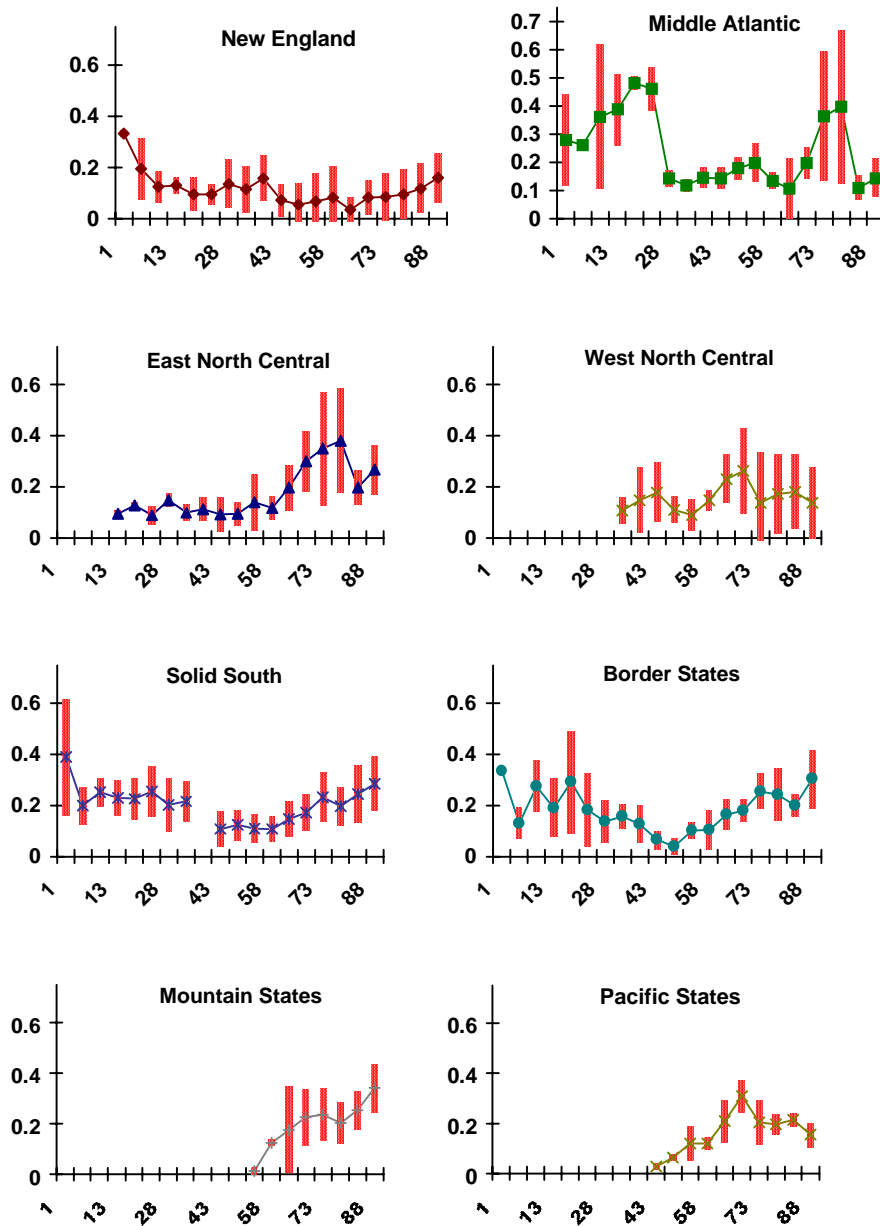 New England
0.6
0.4
0.2
0
1 13 28 43 58 73 88
Middle Atlantic
0.7
0.6
0.5
0.4
0.3
0.2
0.1
0
1 13 28 43 58 73 88
East North Central
0.6
0.4
0.2
0
1 13 28 43 58 73 88
West North Central
0.6
0.4
0.2
0
1 13 28 43 58 73 88
Solid South
0.6
0.4
0.2
0
1 13 28 43 58 73 88
Border States
0.6
0.4
0.2
0
1 13 28 43 58 73 88
Mountain States
0.6
0.4
0.2
0
1 13 28 43 58 73 88
Pacific States
0.6
0.4
0.2
0
1 13 28 43 58 73 88